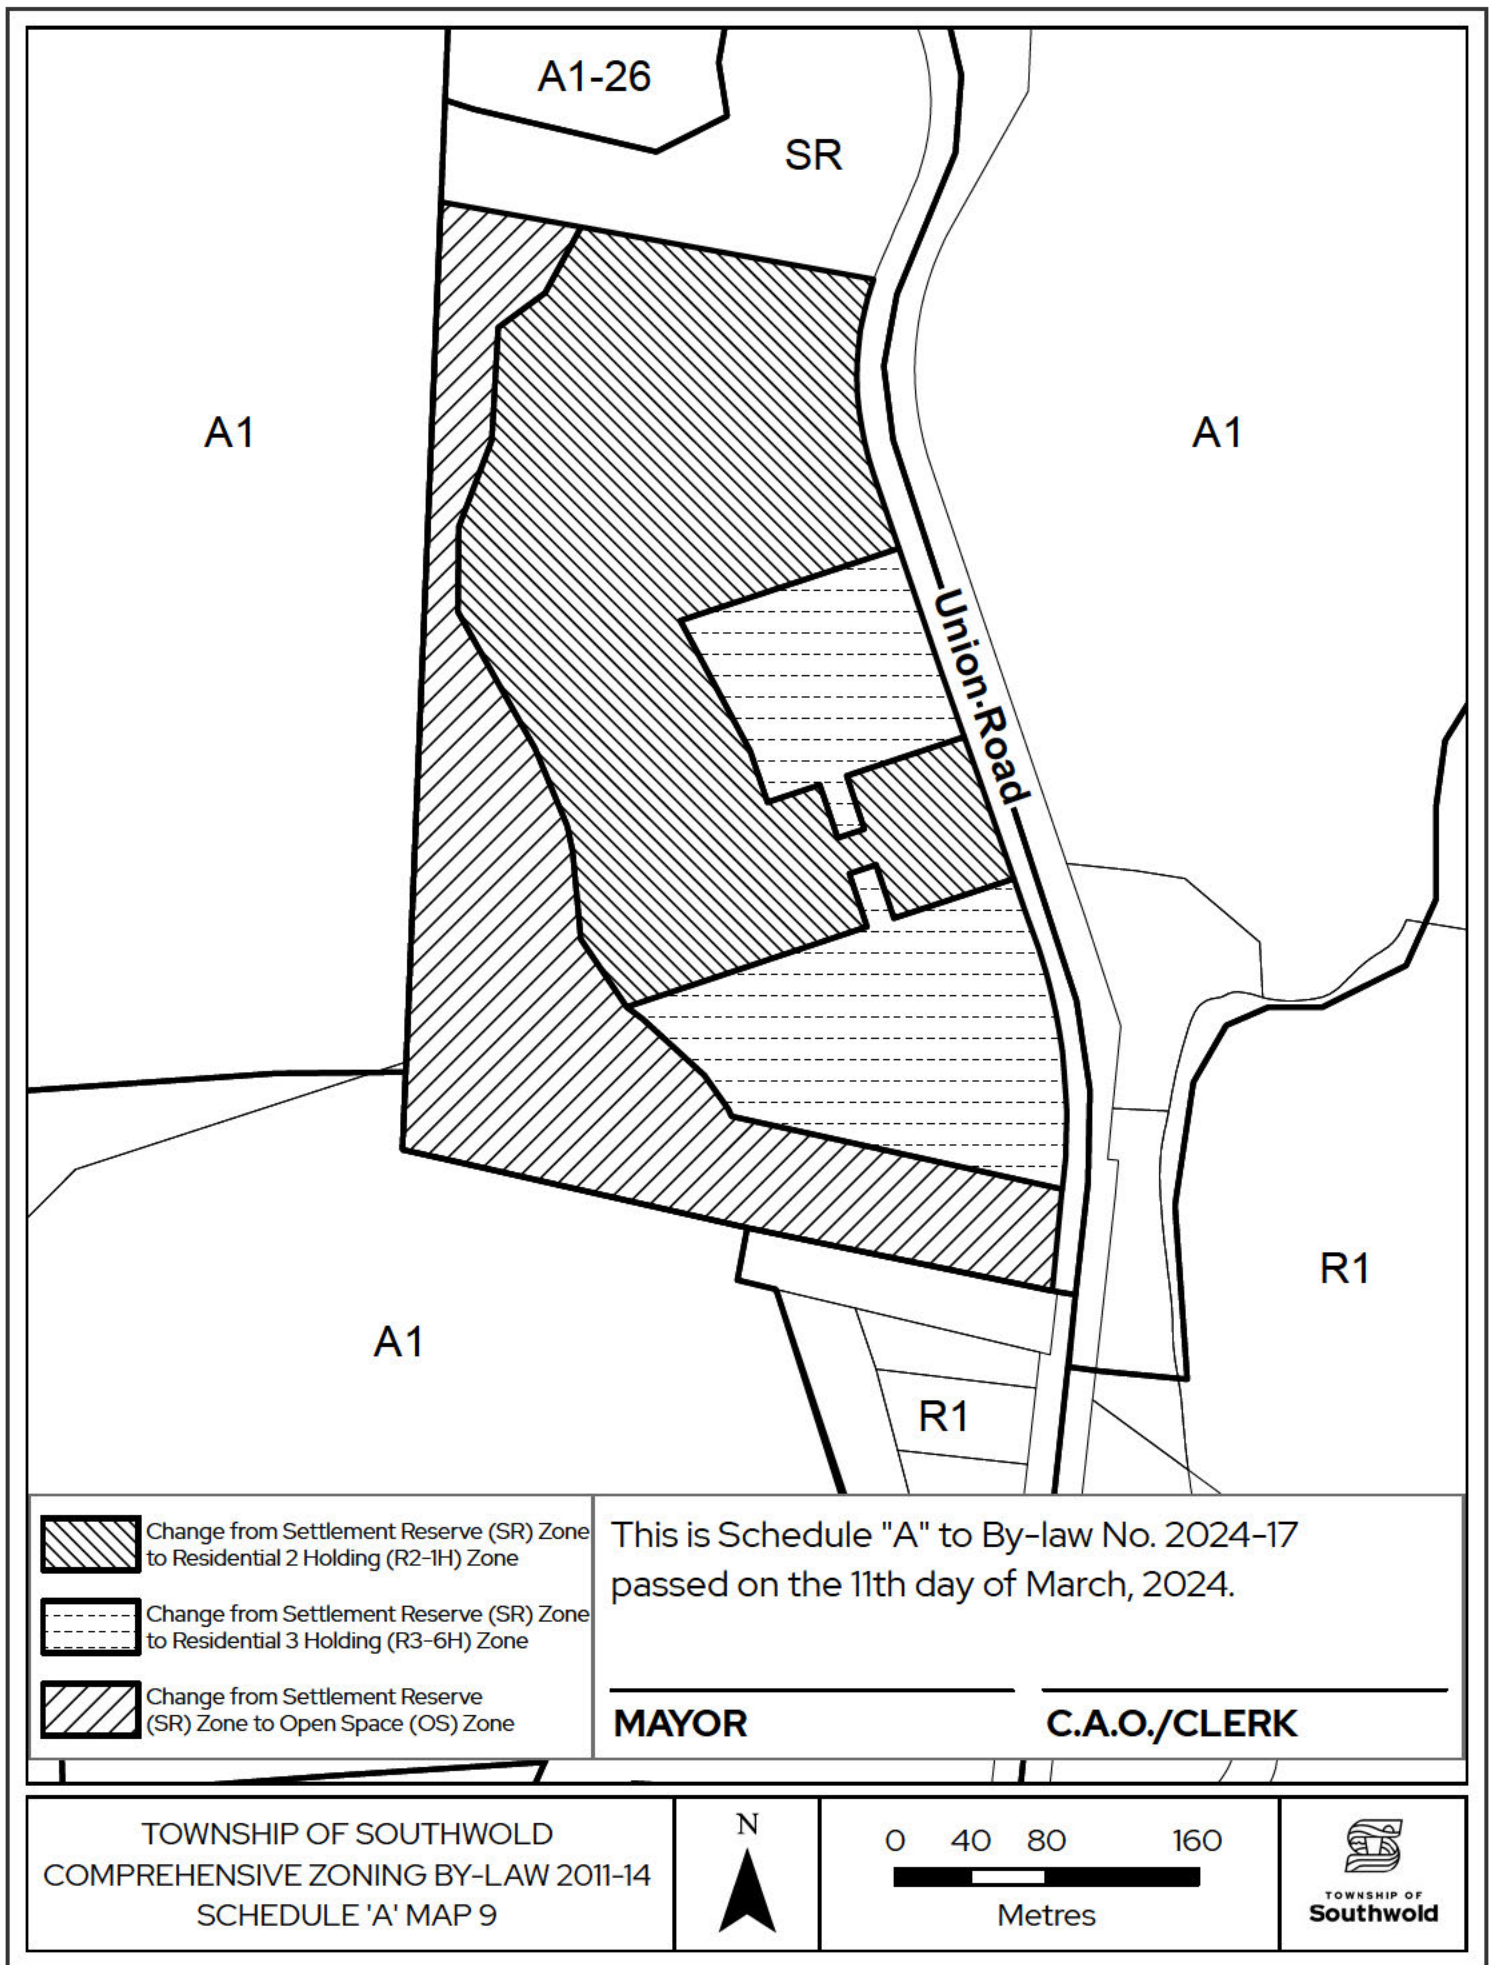 A1-26
SR
A1
A1
Union Road
R1
A1
R1
Change from Settlement Reserve (SR) Zone
to Residential 2 Holding (R2-1H) Zone
Change from Settlement Reserve (SR) Zone
to Residential 3 Holding (R3-6H) Zone
Change from Settlement Reserve
(SR) Zone to Open Space (OS) Zone
This is Schedule "A" to By-law No. 2024-17
passed on the 11th day of March, 2024.
MAYOR
C.A.O./CLERK
TOWNSHIP OF SOUTHWOLD
COMPREHENSIVE ZONING BY-LAW 2011-14
SCHEDULE 'A' MAP 9
N
0 40 80 160
Metres
TOWNSHIP OF
Southwold